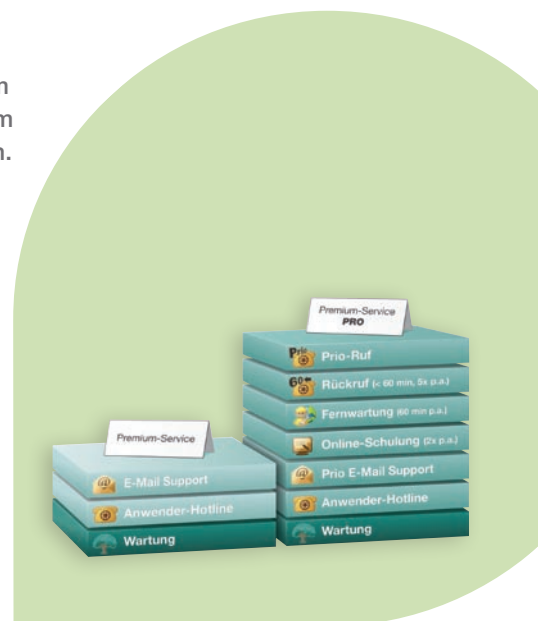 n
m
n.
Premium-Service
PRO
Prio-Ruf
Rückruf (< 60 min, 5x p.a.)
Fernwartung (60 min p.a.)
Online-Schulung (2x p.a.)
Prio E-Mail Support
Anwender-Hotline
Wartung
Premium-Service
E-Mail Support
Anwender-Hotline
Wartung